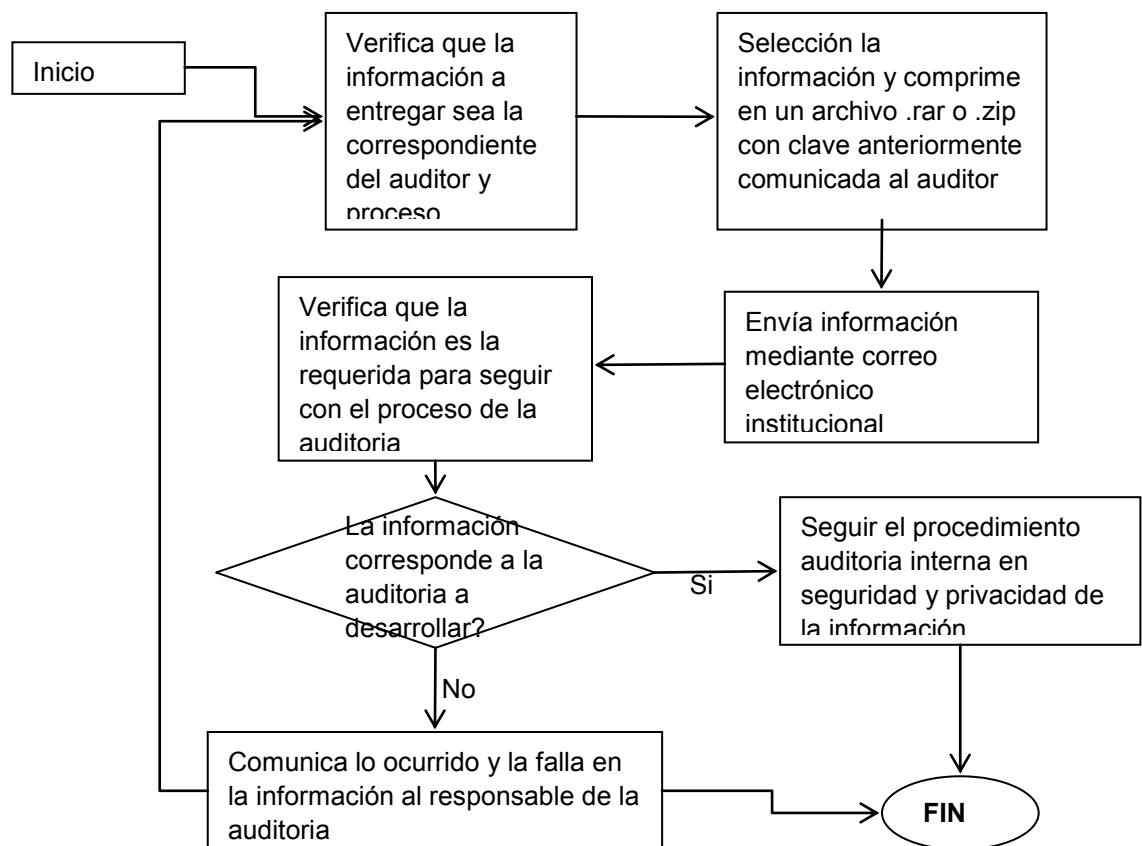 Inicio
Verifica que la
información a
entregar sea la
correspondiente
del auditor y
proceso
Selección la
información y comprime
en un archivo .rar o .zip
con clave anteriormente
comunicada al auditor
Envía información
mediante correo
electrónico
institucional
Verifica que la
información es la
requerida para seguir
con el proceso de la
auditoria
La información
corresponde a la
auditoria a
desarrollar?
Si
Seguir el procedimiento
auditoria interna en
seguridad y privacidad de
la información
No
Comunica lo ocurrido y la falla en
la información al responsable de la
auditoria
FIN